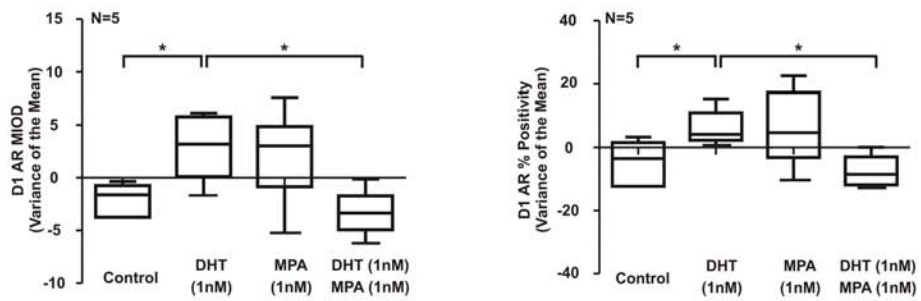 N=5
D1 AR MIOD
(Variance of the Mean)
15
10
5
0
-5
-10
*
*
Control
DHT
(1nM)
MPA
(1nM)
DHT (1nM)
MPA (1nM)
N=5
D1 AR % Positivity
(Variance of the Mean)
40
20
0
-20
-40
*
*
Control
DHT
(1nM)
MPA
(1nM)
DHT (1nM)
MPA (1nM)